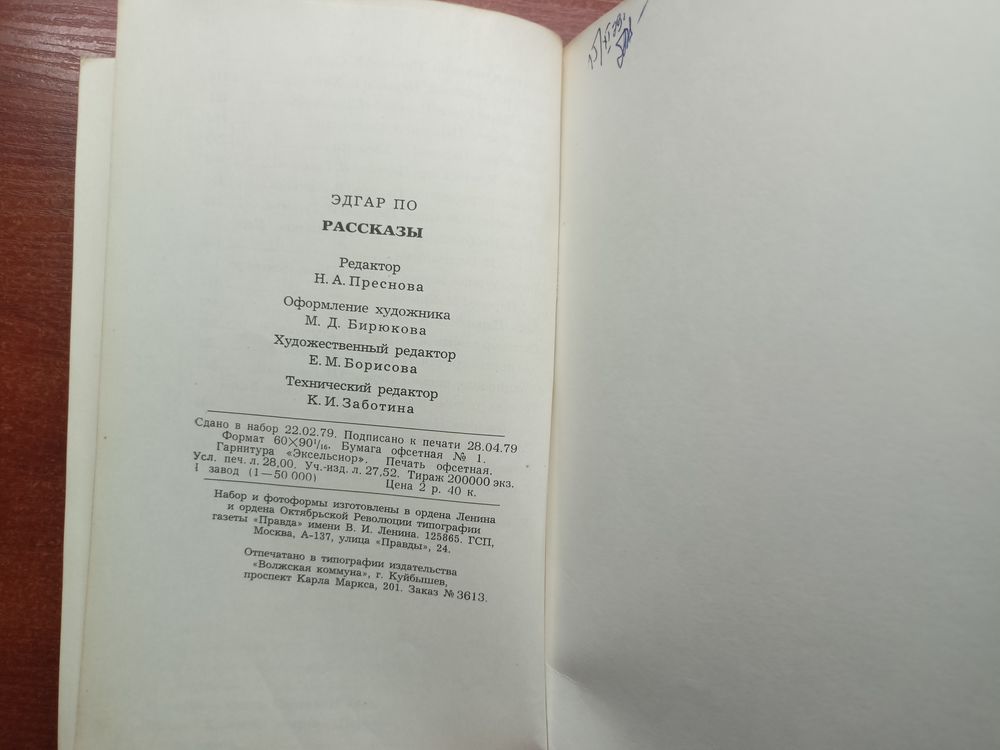 ЭДГАР ПО
РАССКАЗЫ
Редактор
Н. А. Преснова
Оформление художника
М. Д. Бирюкова
Художественный редактор
Е. М. Борисова
Технический редактор
К. И. Заботина
Сдано в набор 22.02.79. Подписано к печати 28.04.79
Формат 60×90¹/₁₆. Бумага офсетная № 1.
Гарнитура «Эксельсиор». Печать офсетная.
Усл. печ. л. 28,00. Уч.-изд. л. 27,52. Тираж 200000 экз.
I завод (1—50 000) Цена 2 р. 40 к.
Набор и фотоформы изготовлены в ордена Ленина
и ордена Октябрьской Революции типографии
газеты «Правда» имени В. И. Ленина. 125865. ГСП,
Москва, А-137, улица «Правды», 24.
Отпечатано в типографии издательства
«Волжская коммуна», г. Куйбышев,
проспект Карла Маркса, 201. Заказ № 3613.